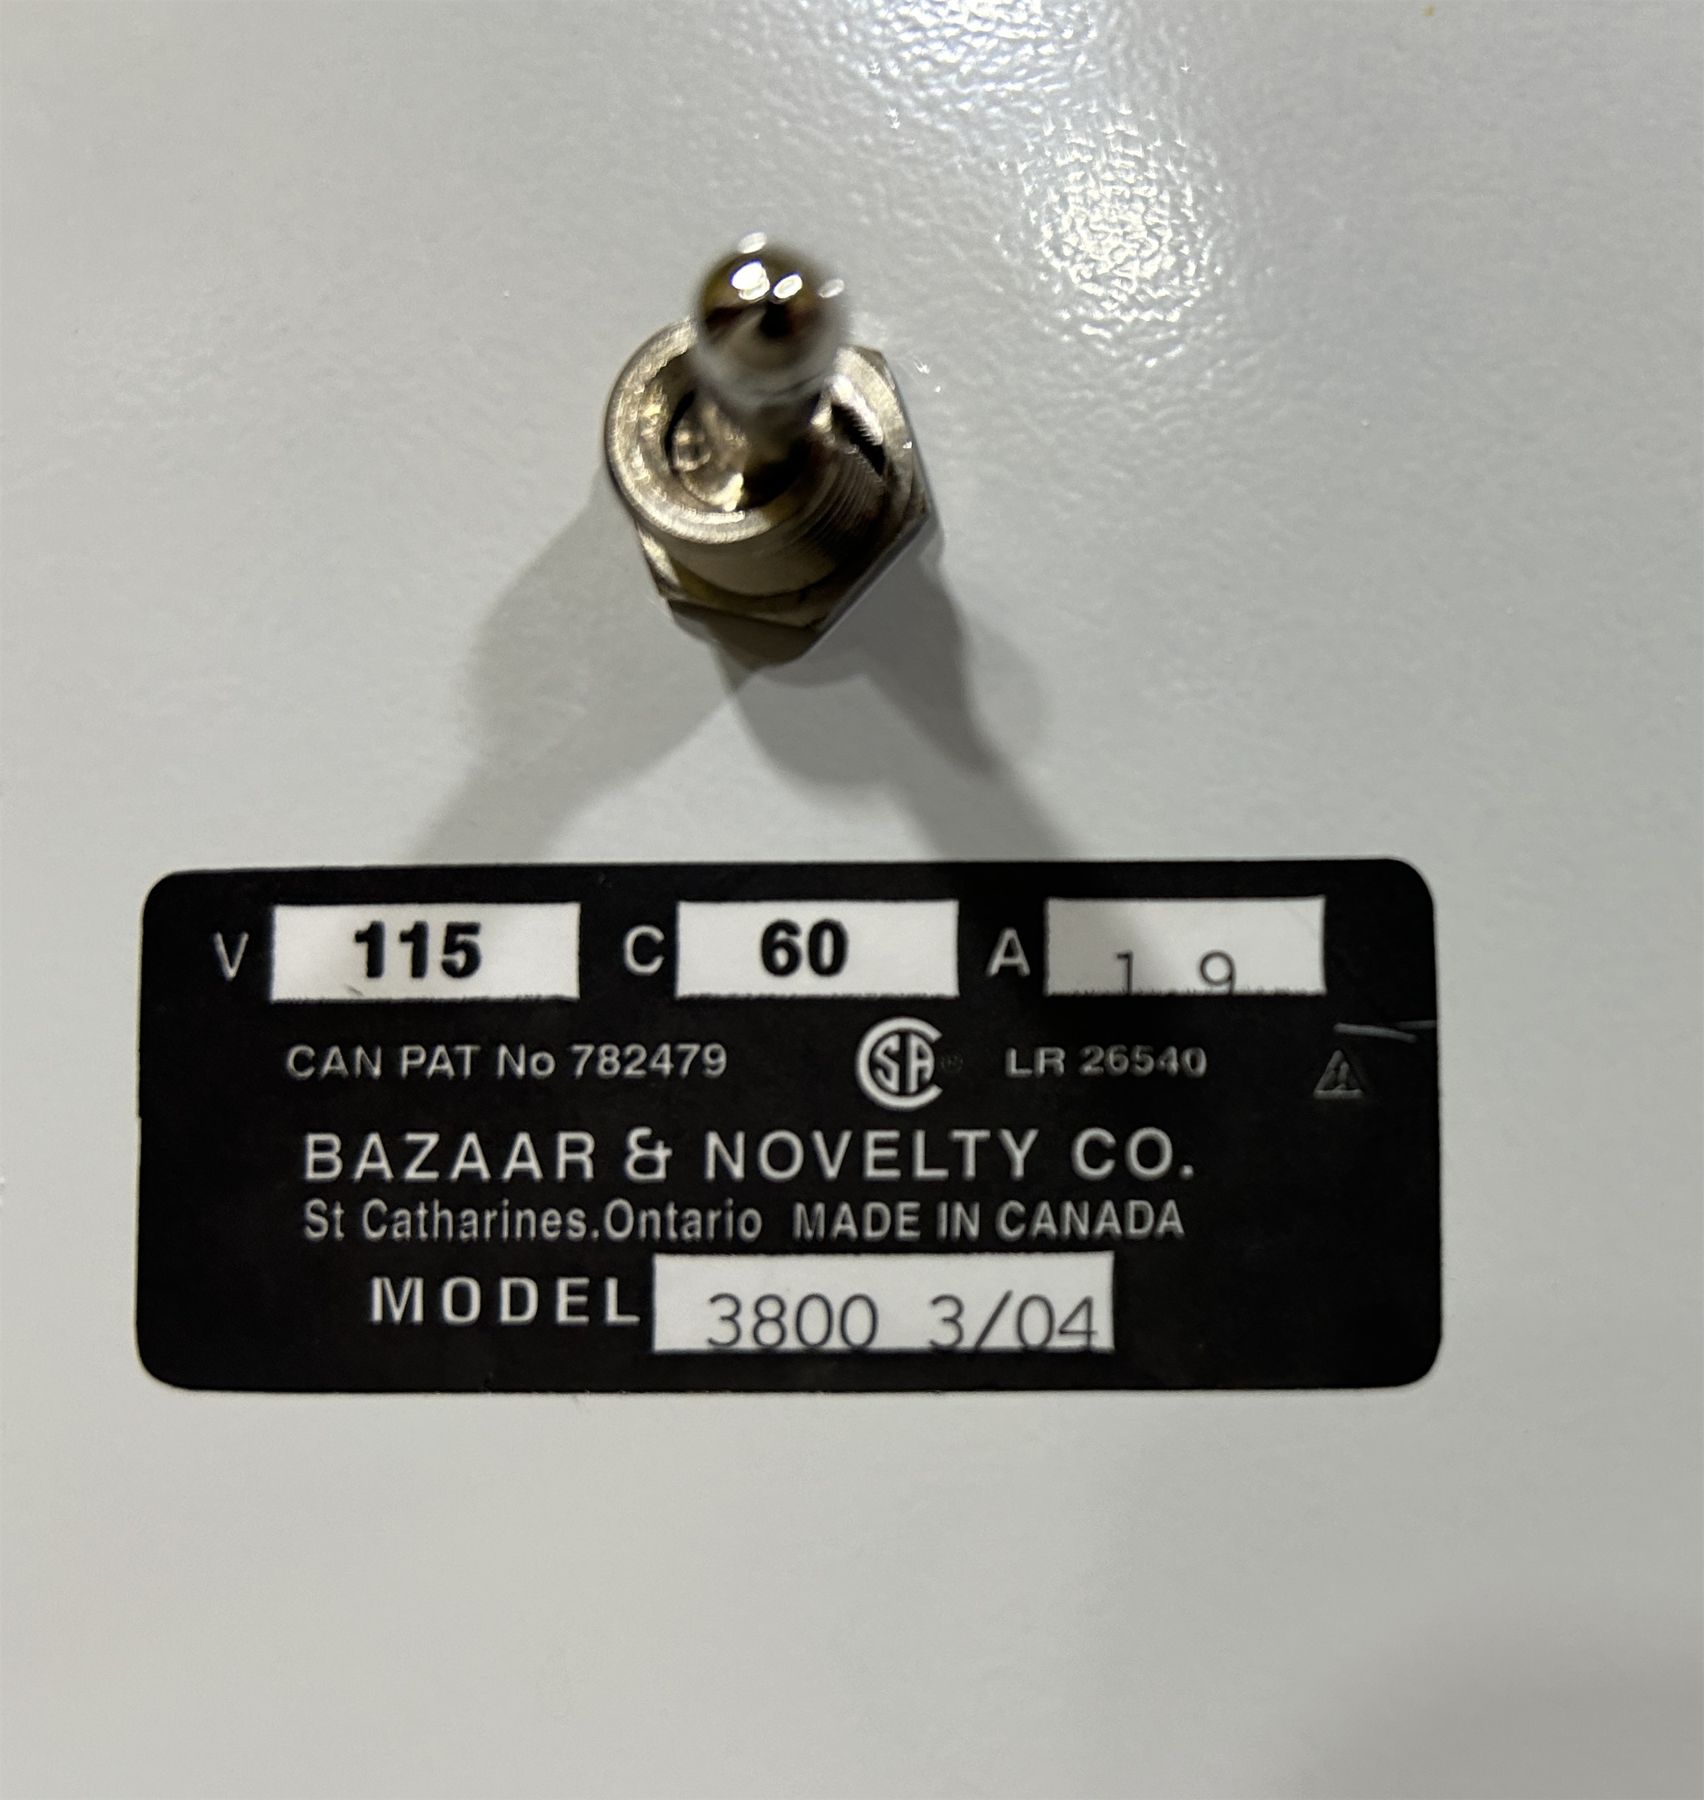 V 115 C 60 A 1 9
CAN PAT No 782479 CSA ® LR 26540
BAZAAR & NOVELTY CO.
St Catharines.Ontario MADE IN CANADA
MODEL 3800 3/04